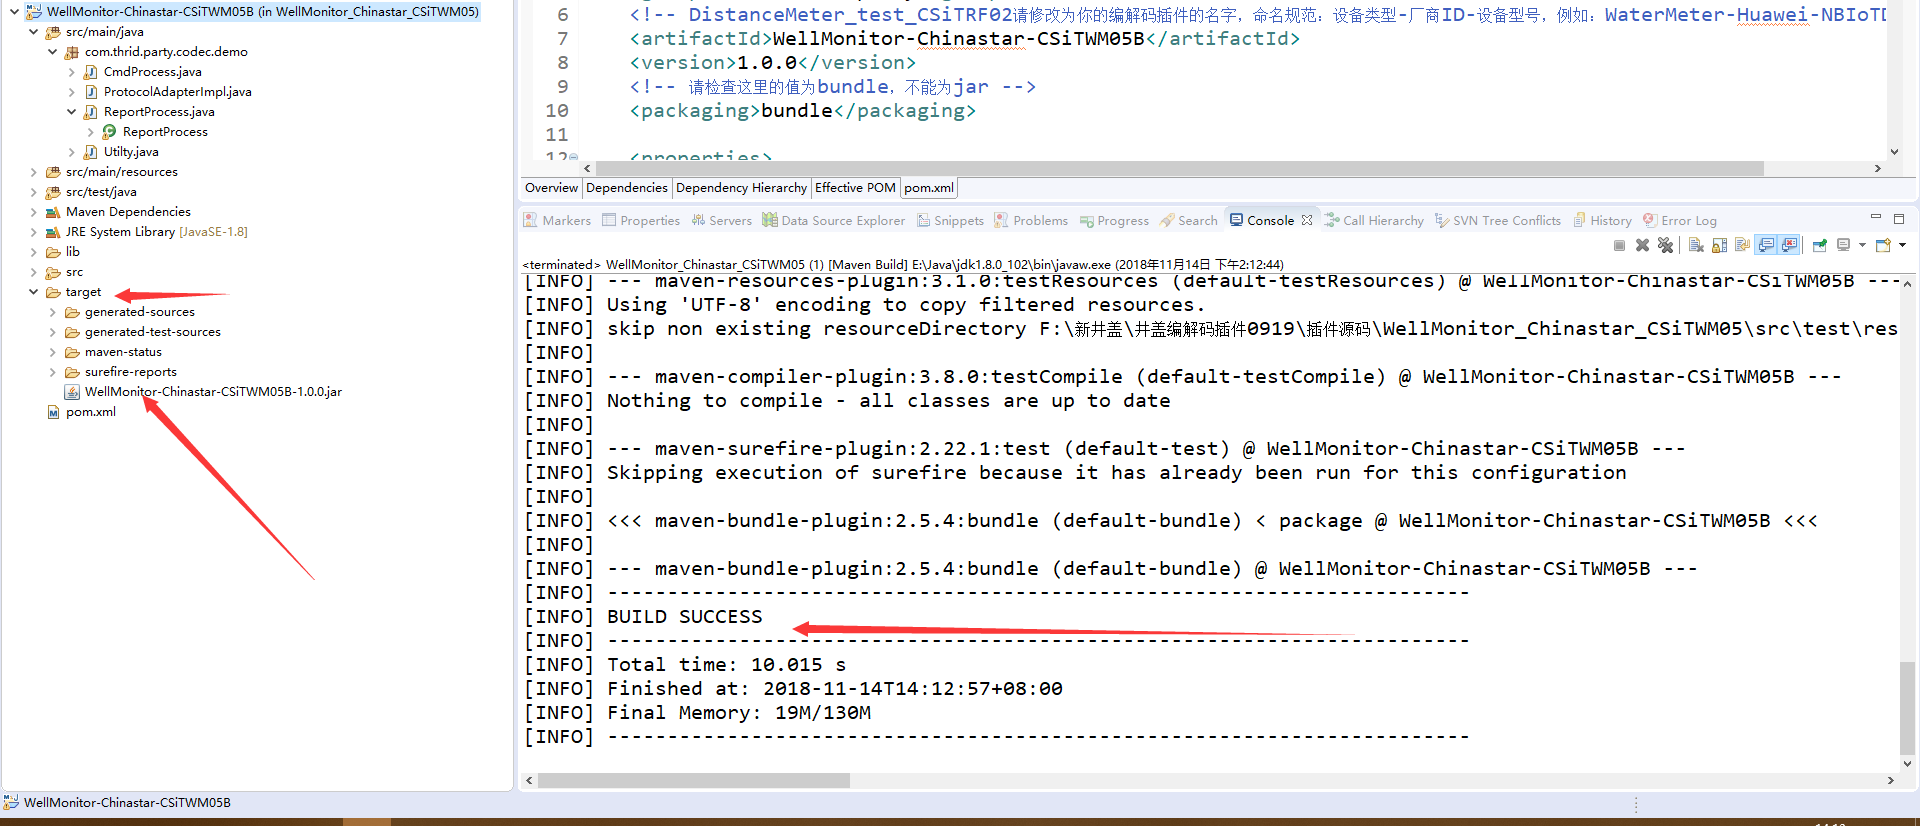 WellMonitor-Chinastar-CSiTWM05B (in WellMonitor_Chinastar_CSiTWM05)
src/main/java
com.thrid.party.codec.demo
CmdProcess.java
ProtocolAdapterImpl.java
ReportProcess.java
ReportProcess
Utilty.java
src/main/resources
src/test/java
Maven Dependencies
JRE System Library [JavaSE-1.8]
lib
src
target
generated-sources
generated-test-sources
maven-status
surefire-reports
WellMonitor-Chinastar-CSiTWM05B-1.0.0.jar
pom.xml
6 <!-- DistanceMeter_test_CSiTRF02请修改为你的编解码插件的名字，命名规范：设备类型-厂商ID-设备型号，例如：WaterMeter-Huawei-NBIoTD
7 <artifactId>WellMonitor-Chinastar-CSiTWM05B</artifactId>
8 <version>1.0.0</version>
9 <!-- 请检查这里的值为bundle，不能为jar -->
10 <packaging>bundle</packaging>
11
12 <properties>
Overview Dependencies Dependency Hierarchy Effective POM pom.xml
Markers Properties Servers Data Source Explorer Snippets Problems Progress Search Console Call Hierarchy SVN Tree Conflicts History Error Log
<terminated> WellMonitor_Chinastar_CSiTWM05 (1) [Maven Build] E:\Java\jdk1.8.0_102\bin\javaw.exe (2018年11月14日 下午2:12:44)
[INFO] --- maven-resources-plugin:3.1.0:testResources (default-testResources) @ WellMonitor-Chinastar-CSiTWM05B ---
[INFO] Using 'UTF-8' encoding to copy filtered resources.
[INFO] skip non existing resourceDirectory F:\新井盖\井盖编解码插件0919\插件源码\WellMonitor_Chinastar_CSiTWM05\src\test\res
[INFO]
[INFO] --- maven-compiler-plugin:3.8.0:testCompile (default-testCompile) @ WellMonitor-Chinastar-CSiTWM05B ---
[INFO] Nothing to compile - all classes are up to date
[INFO]
[INFO] --- maven-surefire-plugin:2.22.1:test (default-test) @ WellMonitor-Chinastar-CSiTWM05B ---
[INFO] Skipping execution of surefire because it has already been run for this configuration
[INFO]
[INFO] <<< maven-bundle-plugin:2.5.4:bundle (default-bundle) < package @ WellMonitor-Chinastar-CSiTWM05B <<<
[INFO]
[INFO] --- maven-bundle-plugin:2.5.4:bundle (default-bundle) @ WellMonitor-Chinastar-CSiTWM05B ---
[INFO] ------------------------------------------------------------------------
[INFO] BUILD SUCCESS
[INFO] ------------------------------------------------------------------------
[INFO] Total time: 10.015 s
[INFO] Finished at: 2018-11-14T14:12:57+08:00
[INFO] Final Memory: 19M/130M
[INFO] ------------------------------------------------------------------------
WellMonitor-Chinastar-CSiTWM05B